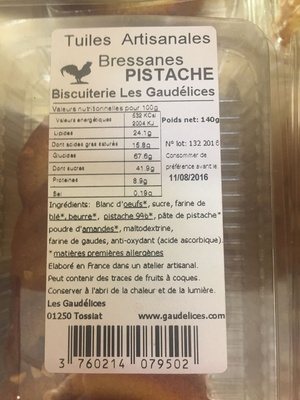 Tuiles Artisanales
Bressanes
PISTACHE
Biscuiterie Les Gaudélices
Valeurs nutritionnelles pour 100g
Valeurs énergétiques 539 KCal
2004 KJ
Poids net: 140g
Lipides 24.1g
Dont acides gras saturés 15.8g
N° lot: 132 2016
Glucides 67.6g
Consommer de
Dont sucres 41.9g
préférence avant le
Proteines 8.9g
11/08/2016
Sel 0.19g
Ingrédients: Blanc d'oeufs*, sucre, farine de
blé*, beurre*, pistache 9%*, pâte de pistache*
poudre d'amandes*, maltodextrine,
farine de gaudes, anti-oxydant (acide ascorbique).
*matières premières allergènes
Elaboré en France dans un atelier artisanal.
Peut contenir des traces de fruits à coques.
Conserver à l'abri de la chaleur et de la lumière.
Les Gaudélices
01250 Tossiat www.gaudelices.com
3 760214 079502